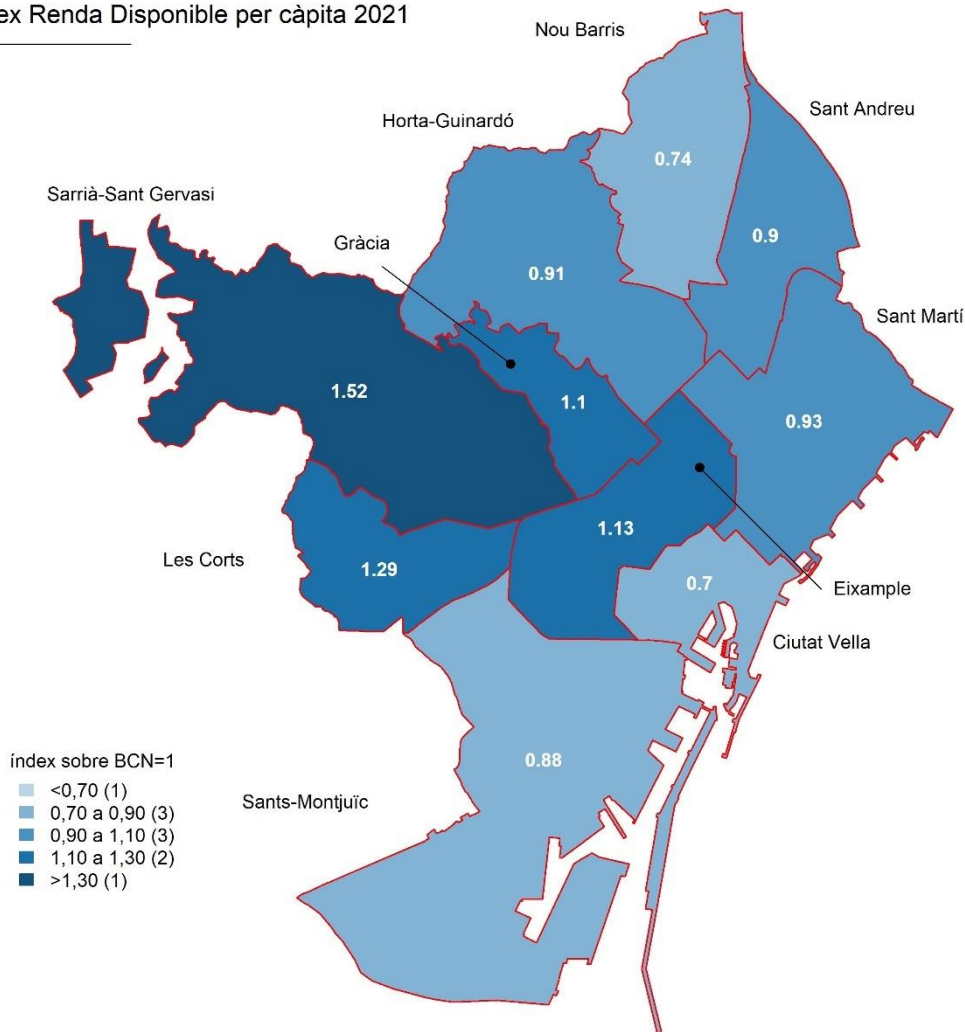 ex Renda Disponible per càpita 2021
Nou Barris
Sant Andreu
Horta-Guinardó
0.74
Sarrià-Sant Gervasi
0.9
Gràcia
0.91
Sant Martí
1.52
1.1
0.93
1.13
Les Corts
1.29
0.7
Eixample
Ciutat Vella
0.88
Sants-Montjuïc
índex sobre BCN=1
<0,70 (1)
0,70 a 0,90 (3)
0,90 a 1,10 (3)
1,10 a 1,30 (2)
>1,30 (1)